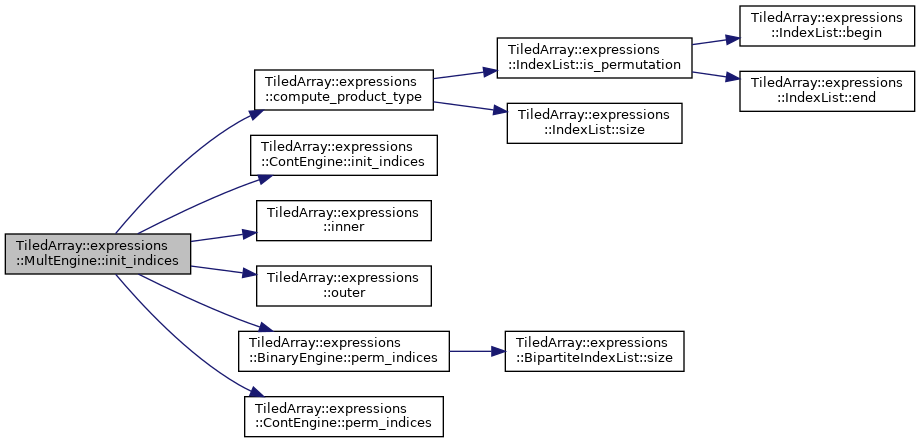 TiledArray::expressions
::MultEngine::init_indices
TiledArray::expressions
::compute_product_type
TiledArray::expressions
::IndexList::is_permutation
TiledArray::expressions
::IndexList::begin
TiledArray::expressions
::IndexList::end
TiledArray::expressions
::IndexList::size
TiledArray::expressions
::ContEngine::init_indices
TiledArray::expressions
::inner
TiledArray::expressions
::outer
TiledArray::expressions
::BinaryEngine::perm_indices
TiledArray::expressions
::BipartiteIndexList::size
TiledArray::expressions
::ContEngine::perm_indices